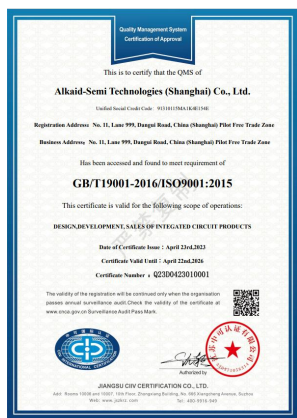 Quality Management System
Certification of Approval
This is to certify that the QMS of
Alkaid-Semi Technologies (Shanghai) Co., Ltd.
Unified Social Credit Code: 91310115MA1K4E154E
Registration Address: No. 11, Lane 999, Dangui Road, China (Shanghai) Pilot Free Trade Zone
Business Address: No. 11, Lane 999, Dangui Road, China (Shanghai) Pilot Free Trade Zone
Has been accessed and found to meet requirement of
GB/T19001-2016/ISO9001:2015
This certificate is valid for the following scope of operations:
DESIGN,DEVELOPMENT, SALES OF INTEGATED CIRCUIT PRODUCTS
Date of Certificate Issue : April 23rd,2023
Certificate Valid Until : April 22nd,2026
Certificate Number : Q23D0423010001
The validity of the registration will be continued only when the organisation
passes annual surveillance audit.Check the validity of the certificate at
www.cnca.gov.cn Surveillance Audit Pass Mark.
Authorized by
JIANGSU CIIV CERTIFICATION CO., LTD.
Web: www.jszkrz.com